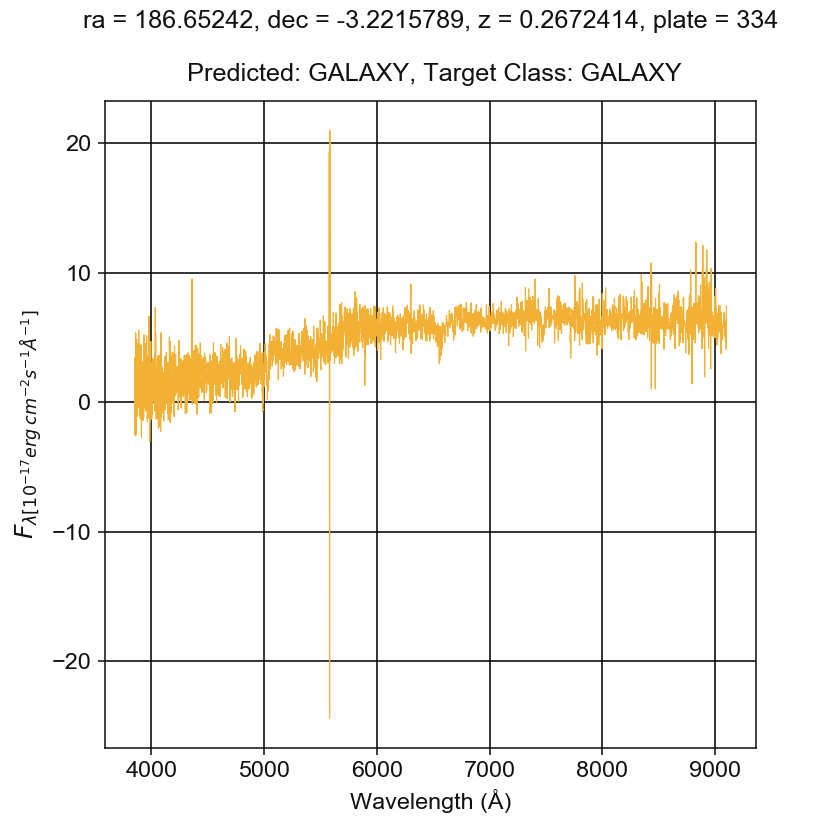 ra = 186.65242, dec = -3.2215789, z = 0.2672414, plate = 334
Predicted: GALAXY, Target Class: GALAXY
20
10
0
−10
−20
F_{λ[10^{−17}erg cm^{−2}s^{−1}Å^{−1}]}
4000 5000 6000 7000 8000 9000
Wavelength (Å)